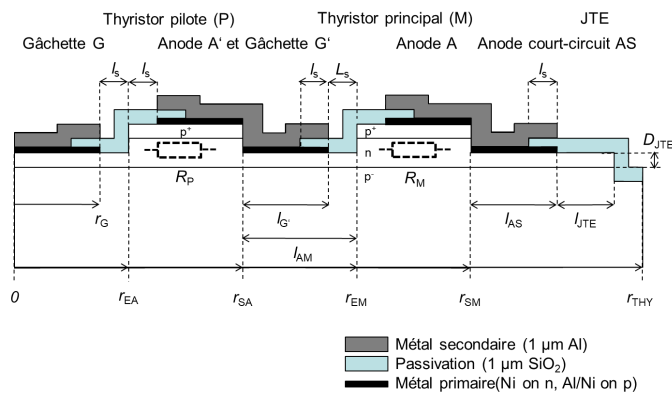 Thyristor pilote (P) Thyristor principal (M) JTE
Gâchette G Anode A' et Gâchette G' Anode A Anode court-circuit AS
ls ls ls Ls ls
p+ p+
n
p-
RP RM
DJTE
rG lG' lAS lJTE
lAM
0 rEA rSA rEM rSM rTHY
Métal secondaire (1 µm Al)
Passivation (1 µm SiO2)
Métal primaire(Ni on n, Al/Ni on p)